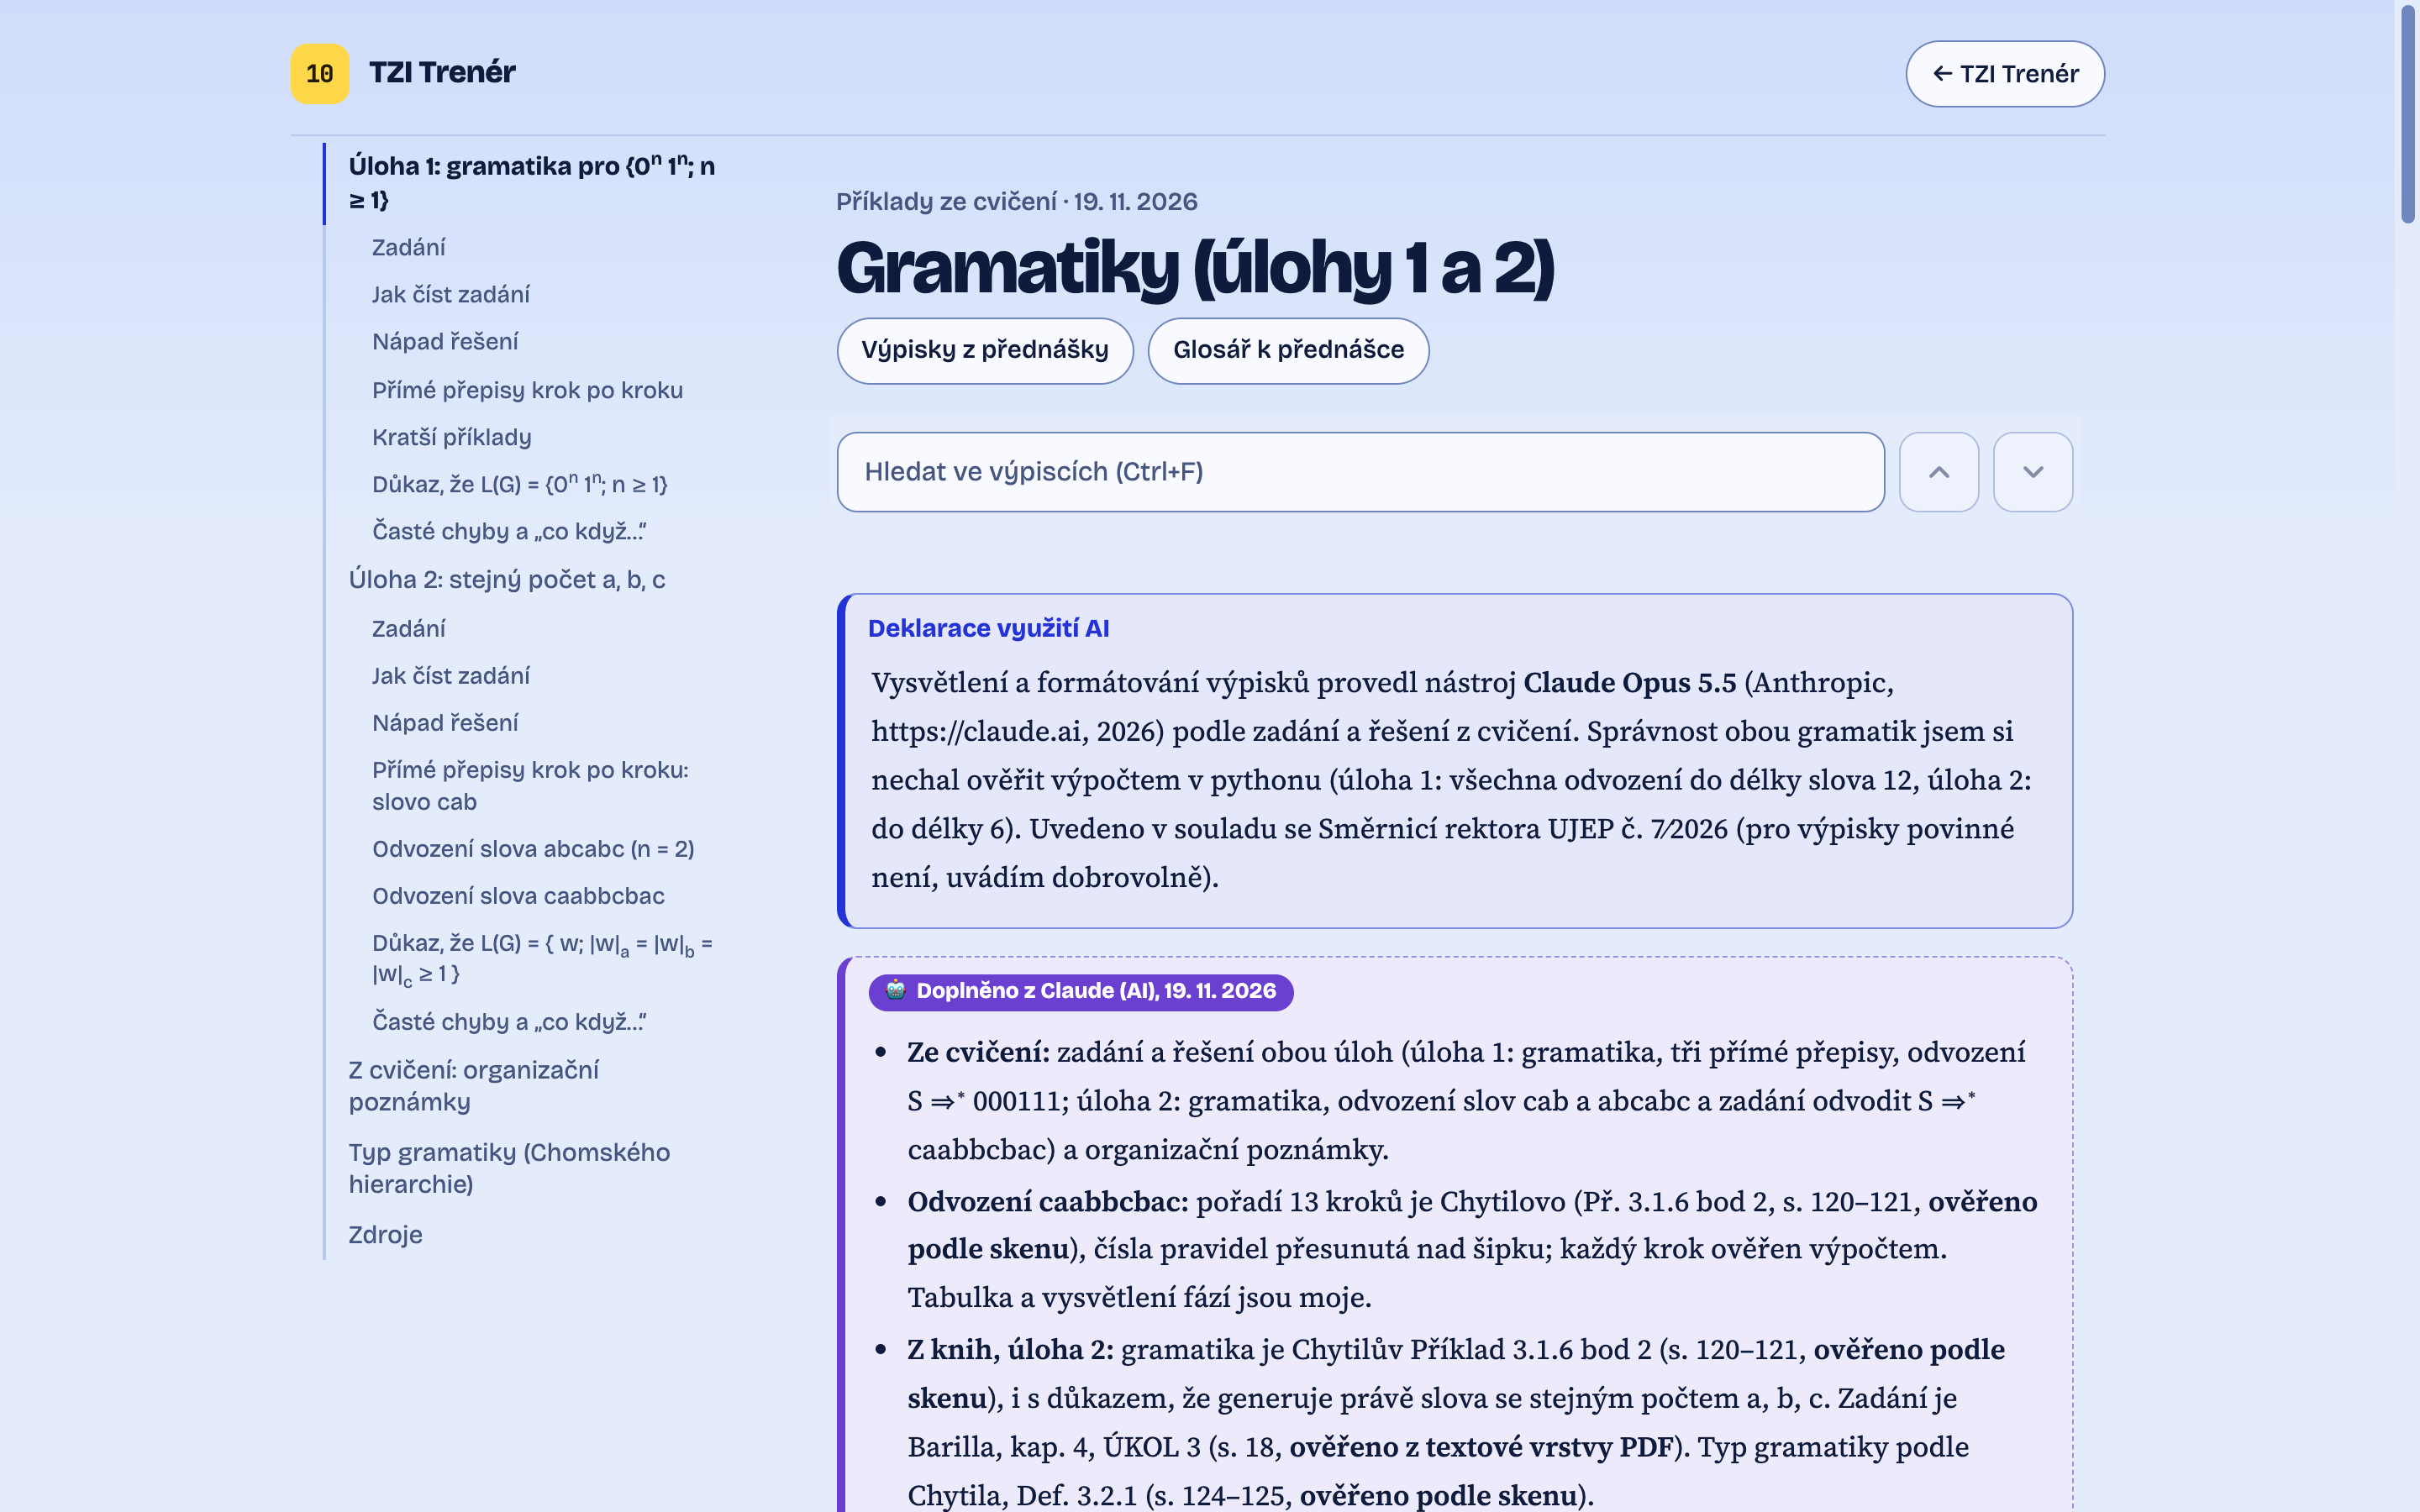 10 TZI Trenér
← TZI Trenér
Úloha 1: gramatika pro {0ⁿ 1ⁿ; n
≥ 1}
Zadání
Jak číst zadání
Nápad řešení
Přímé přepisy krok po kroku
Kratší příklady
Důkaz, že L(G) = {0ⁿ 1ⁿ; n ≥ 1}
Časté chyby a „co když…“
Úloha 2: stejný počet a, b, c
Zadání
Jak číst zadání
Nápad řešení
Přímé přepisy krok po kroku:
slovo cab
Odvození slova abcabc (n = 2)
Odvození slova caabbcbac
Důkaz, že L(G) = { w; |w|a = |w|b =
|w|c ≥ 1 }
Časté chyby a „co když…“
Z cvičení: organizační
poznámky
Typ gramatiky (Chomského
hierarchie)
Zdroje
Příklady ze cvičení · 19. 11. 2026
Gramatiky (úlohy 1 a 2)
Výpisky z přednášky
Glosář k přednášce
Hledat ve výpiscích (Ctrl+F)
Deklarace využití AI
Vysvětlení a formátování výpisků provedl nástroj Claude Opus 5.5 (Anthropic,
https://claude.ai, 2026) podle zadání a řešení z cvičení. Správnost obou gramatik jsem si
nechal ověřit výpočtem v pythonu (úloha 1: všechna odvození do délky slova 12, úloha 2:
do délky 6). Uvedeno v souladu se Směrnicí rektora UJEP č. 7⁄2026 (pro výpisky povinné
není, uvádím dobrovolně).
🤖 Doplněno z Claude (AI), 19. 11. 2026
• Ze cvičení: zadání a řešení obou úloh (úloha 1: gramatika, tři přímé přepisy, odvození
S ⇒* 000111; úloha 2: gramatika, odvození slov cab a abcabc a zadání odvodit S ⇒*
caabbcbac) a organizační poznámky.
• Odvození caabbcbac: pořadí 13 kroků je Chytilovo (Př. 3.1.6 bod 2, s. 120–121, ověřeno
podle skenu), čísla pravidel přesunutá nad šipku; každý krok ověřen výpočtem.
Tabulka a vysvětlení fází jsou moje.
• Z knih, úloha 2: gramatika je Chytilův Příklad 3.1.6 bod 2 (s. 120–121, ověřeno podle
skenu), i s důkazem, že generuje právě slova se stejným počtem a, b, c. Zadání je
Barilla, kap. 4, ÚKOL 3 (s. 18, ověřeno z textové vrstvy PDF). Typ gramatiky podle
Chytila, Def. 3.2.1 (s. 124–125, ověřeno podle skenu).